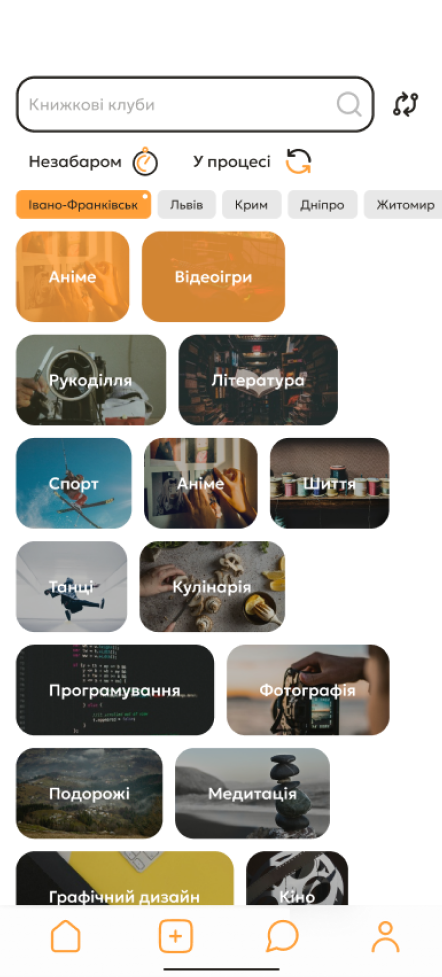 Книжкові клуби
Незабаром У процесі
Івано-Франківськ Львів Крим Дніпро Житомир
Аніме Відеоігри
Рукоділля Література
Спорт Аніме Шиття
Танці Кулінарія
Програмування Фотографія
Подорожі Медитація
Графічний дизайн Кіно